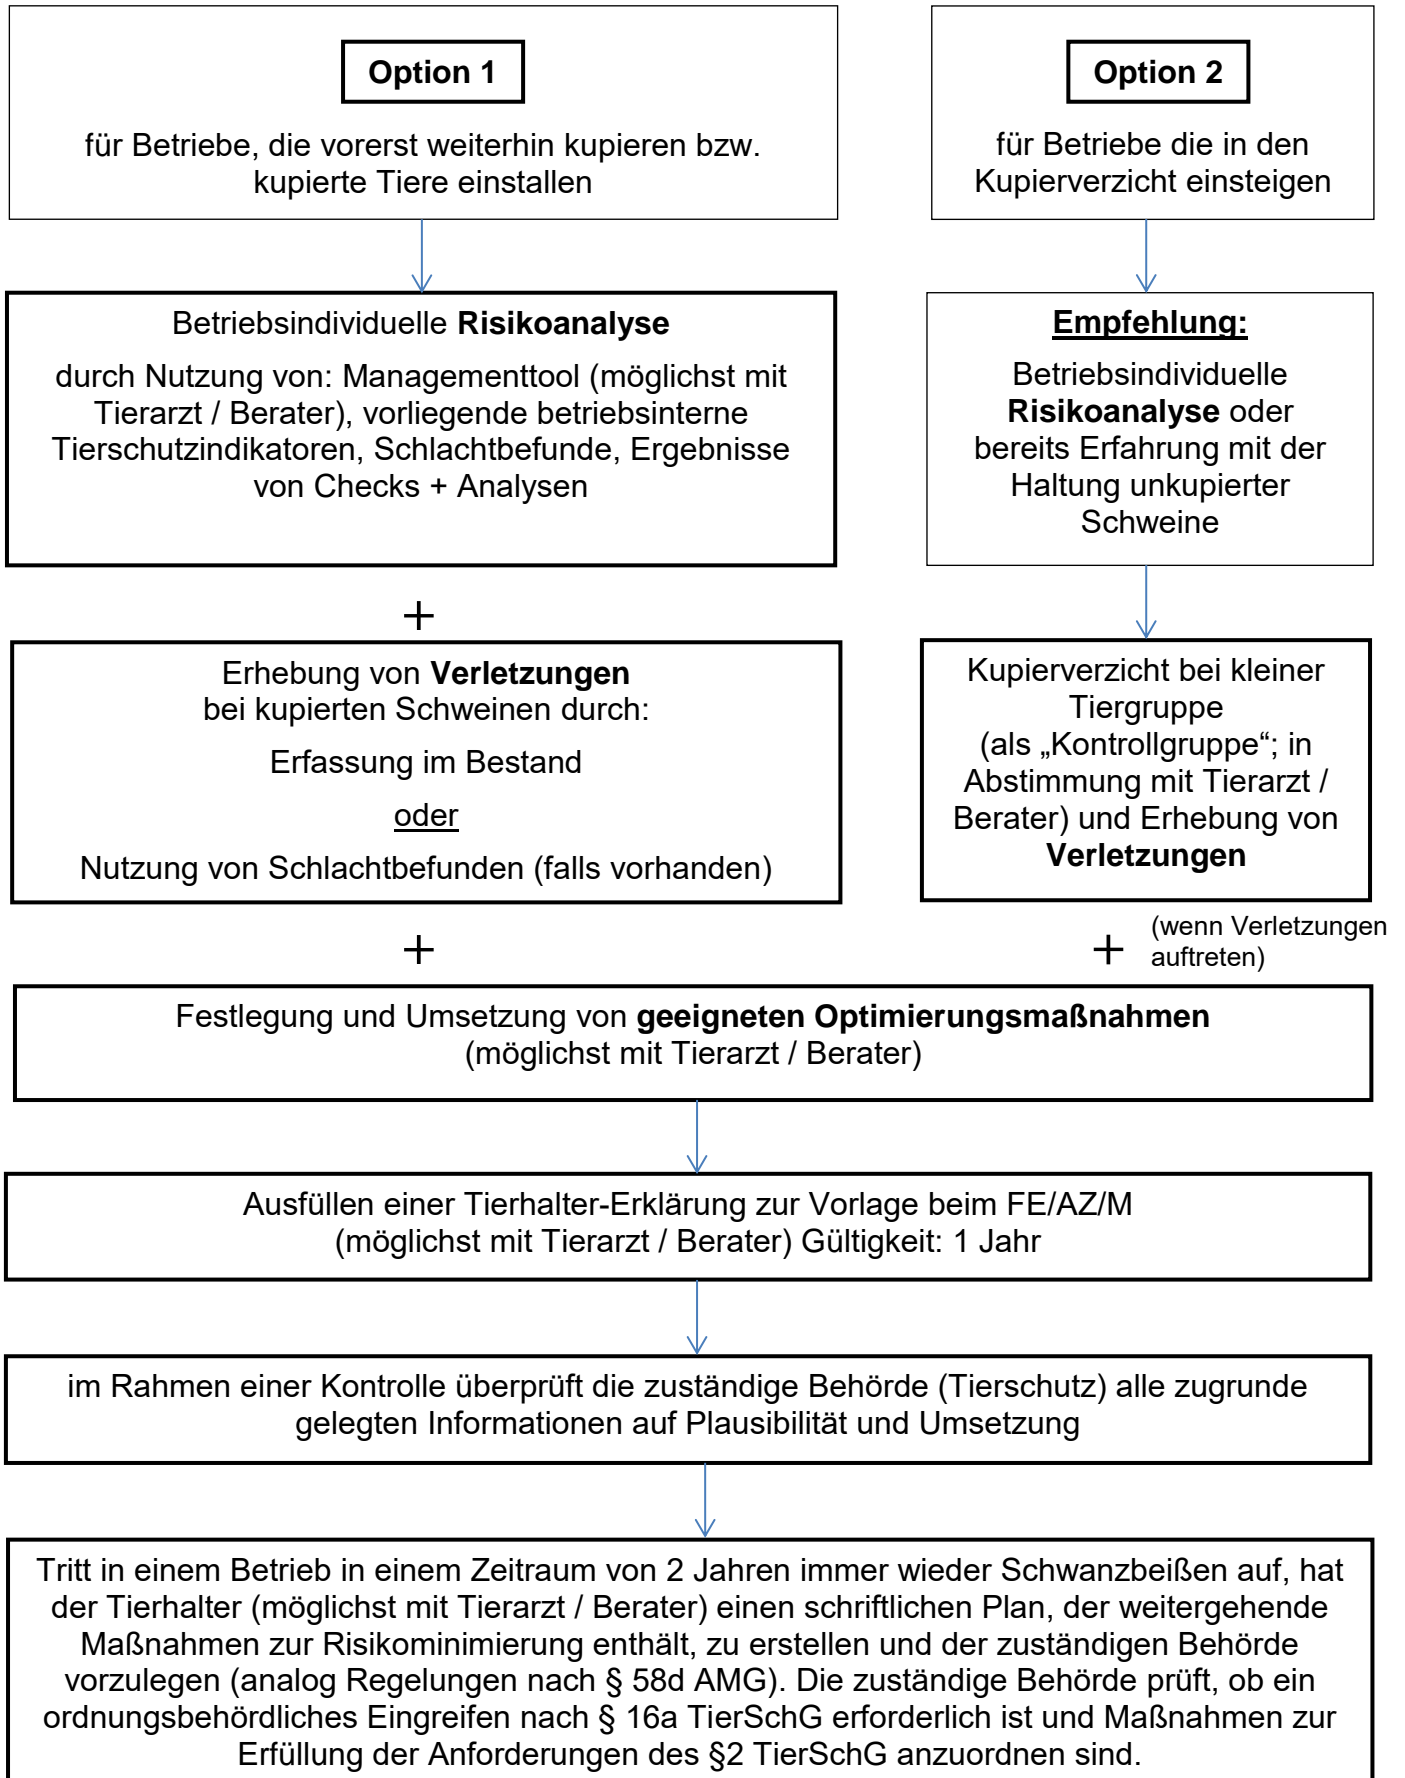 Option 1
für Betriebe, die vorerst weiterhin kupieren bzw.
kupierte Tiere einstallen
Option 2
für Betriebe die in den
Kupierverzicht einsteigen
Betriebsindividuelle Risikoanalyse
durch Nutzung von: Managementtool (möglichst mit
Tierarzt / Berater), vorliegende betriebsinterne
Tierschutzindikatoren, Schlachtbefunde, Ergebnisse
von Checks + Analysen
Empfehlung:
Betriebsindividuelle
Risikoanalyse oder
bereits Erfahrung mit der
Haltung unkupierter
Schweine
+
Erhebung von Verletzungen
bei kupierten Schweinen durch:
Erfassung im Bestand
oder
Nutzung von Schlachtbefunden (falls vorhanden)
Kupierverzicht bei kleiner
Tiergruppe
(als „Kontrollgruppe“; in
Abstimmung mit Tierarzt /
Berater) und Erhebung von
Verletzungen
+
+ (wenn Verletzungen
auftreten)
Festlegung und Umsetzung von geeigneten Optimierungsmaßnahmen
(möglichst mit Tierarzt / Berater)
Ausfüllen einer Tierhalter-Erklärung zur Vorlage beim FE/AZ/M
(möglichst mit Tierarzt / Berater) Gültigkeit: 1 Jahr
im Rahmen einer Kontrolle überprüft die zuständige Behörde (Tierschutz) alle zugrunde
gelegten Informationen auf Plausibilität und Umsetzung
Tritt in einem Betrieb in einem Zeitraum von 2 Jahren immer wieder Schwanzbeißen auf, hat
der Tierhalter (möglichst mit Tierarzt / Berater) einen schriftlichen Plan, der weitergehende
Maßnahmen zur Risikominimierung enthält, zu erstellen und der zuständigen Behörde
vorzulegen (analog Regelungen nach § 58d AMG). Die zuständige Behörde prüft, ob ein
ordnungsbehördliches Eingreifen nach § 16a TierSchG erforderlich ist und Maßnahmen zur
Erfüllung der Anforderungen des §2 TierSchG anzuordnen sind.